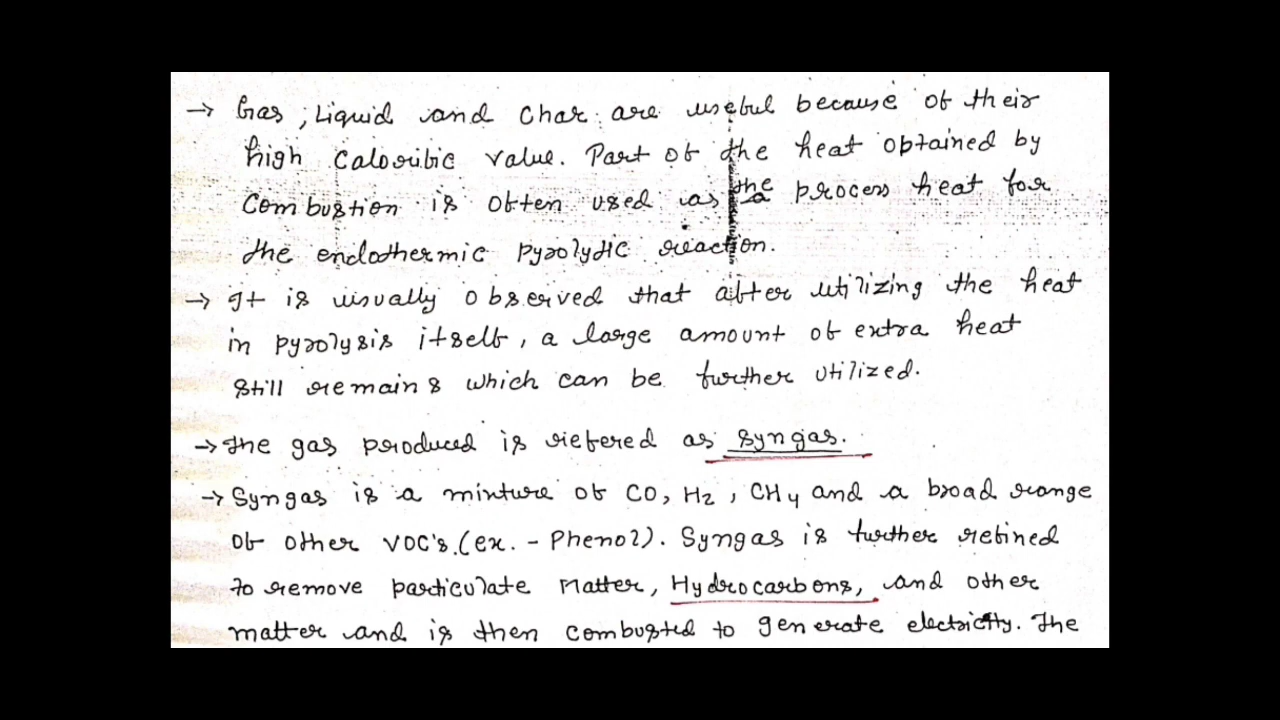 → Gas, Liquid and Char are useful because of their
high Calorific value. Part of the heat obtained by
Combustion is often used as the process heat for
the endothermic pyrolytic reaction.
→ It is usually observed that after utilizing the heat
in pyrolysis itself, a large amount of extra heat
still remains which can be further utilized.
→ The gas produced is refered as syngas.
→ Syngas is a mixture of CO, H2, CH4 and a broad range
of other VOC's. (ex. - Phenol). Syngas is further refined
to remove particulate Matter, Hydrocarbons, and other
matter and is then combusted to generate electricity. The